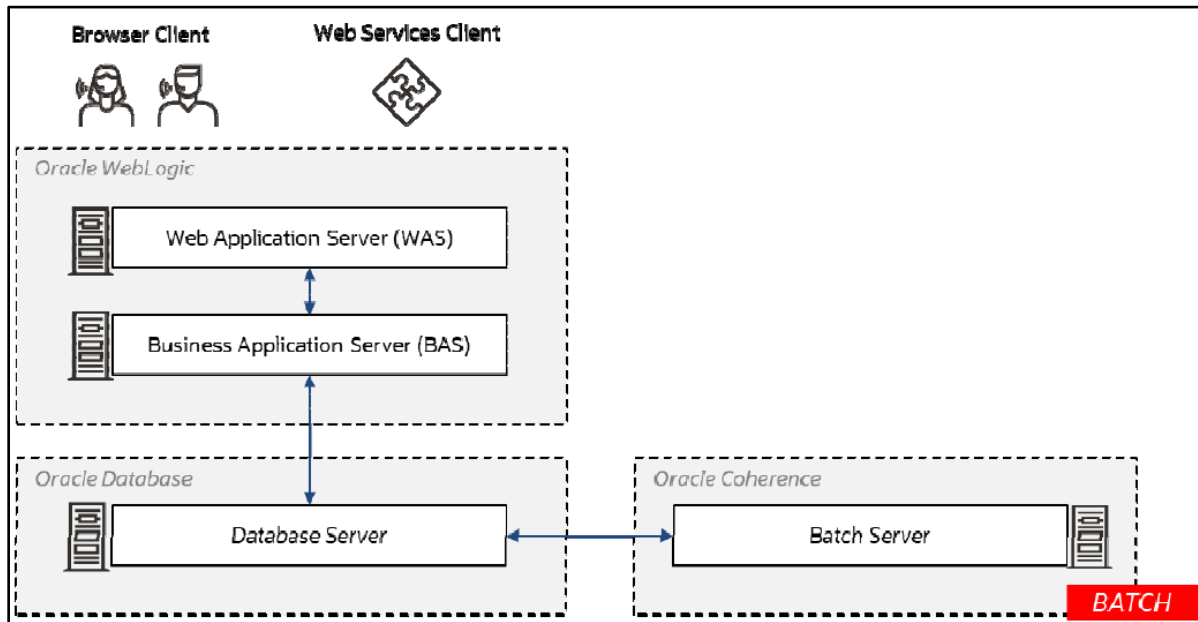 Browser Client
Web Services Client
Oracle WebLogic
Web Application Server (WAS)
Business Application Server (BAS)
Oracle Database
Database Server
Oracle Coherence
Batch Server
BATCH